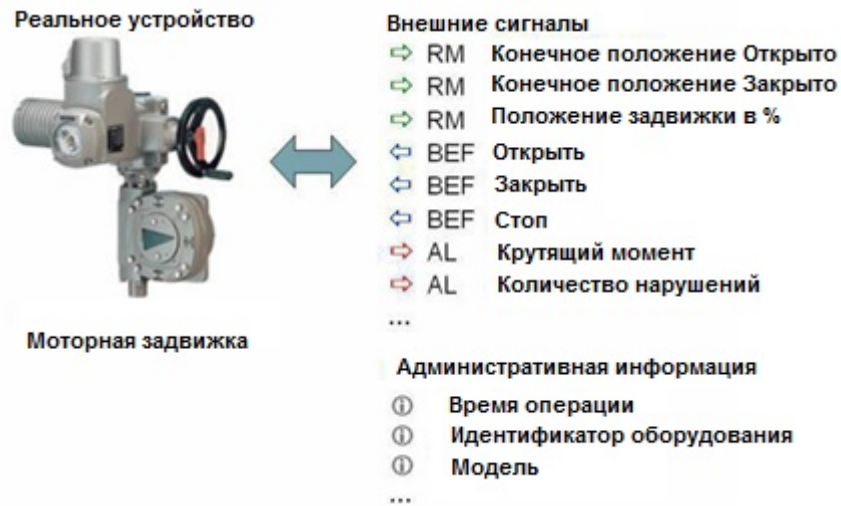 Реальное устройство
Моторная задвижка
Внешние сигналы
RM Конечное положение Открыто
RM Конечное положение Закрыто
RM Положение задвижки в %
BEF Открыть
BEF Закрыть
BEF Стоп
AL Крутящий момент
AL Количество нарушений
...
Административная информация
Время операции
Идентификатор оборудования
Модель
...